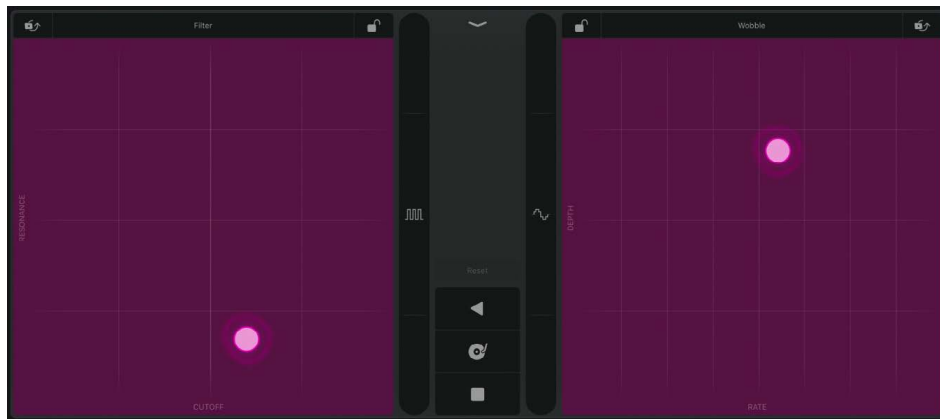 Filter
RESONANCE
CUTOFF
Reset
Wobble
DEPTH
RATE